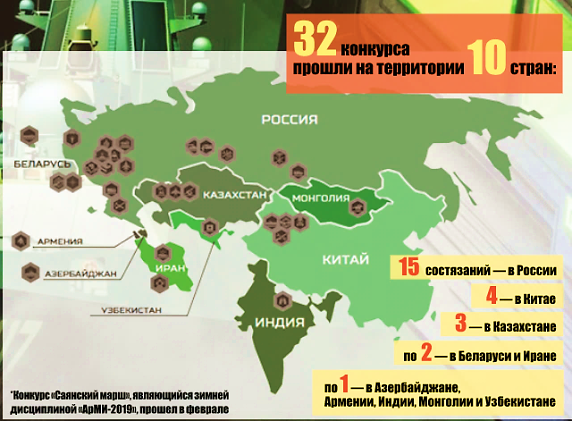 32 конкурса
прошли на территории 10 стран:
РОССИЯ
БЕЛАРУСЬ
КАЗАХСТАН
МОНГОЛИЯ
АРМЕНИЯ
КИТАЙ
ИРАН
АЗЕРБАЙДЖАН
УЗБЕКИСТАН
ИНДИЯ
15 состязаний — в России
4 — в Китае
3 — в Казахстане
по 2 — в Беларуси и Иране
по 1 — в Азербайджане,
Армении, Индии, Монголии и Узбекистане
*Конкурс «Саянский марш», являющийся зимней
дисциплиной «АрМИ-2019», прошел в феврале